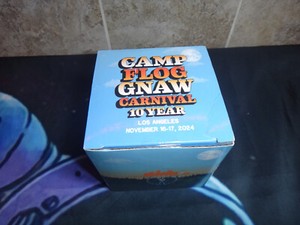 CAMP
FLOG
GNAW
CARNIVAL
10 YEAR
LOS ANGELES
NOVEMBER 16-17, 2024